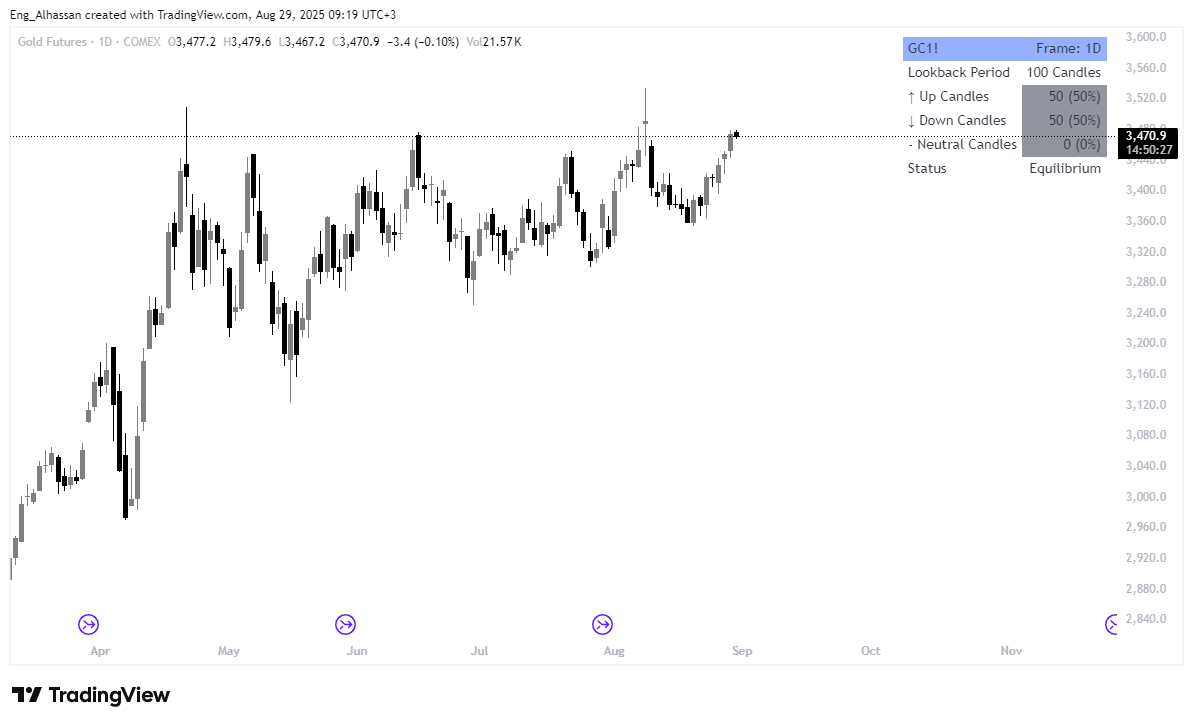 Eng_Alhassan created with TradingView.com, Aug 29, 2025 09:19 UTC+3
Gold Futures · 1D · COMEX O3,477.2 H3,479.6 L3,467.2 C3,470.9 −3.4 (−0.10%) Vol21.57K
GC1! Frame: 1D
Lookback Period 100 Candles
↑ Up Candles 50 (50%)
↓ Down Candles 50 (50%)
- Neutral Candles 0 (0%)
Status Equilibrium
3,600.0
3,560.0
3,520.0
3,470.9
14:50:27
3,400.0
3,360.0
3,320.0
3,280.0
3,240.0
3,200.0
3,160.0
3,120.0
3,080.0
3,040.0
3,000.0
2,960.0
2,920.0
2,880.0
2,840.0
Apr May Jun Jul Aug Sep Oct Nov
TradingView